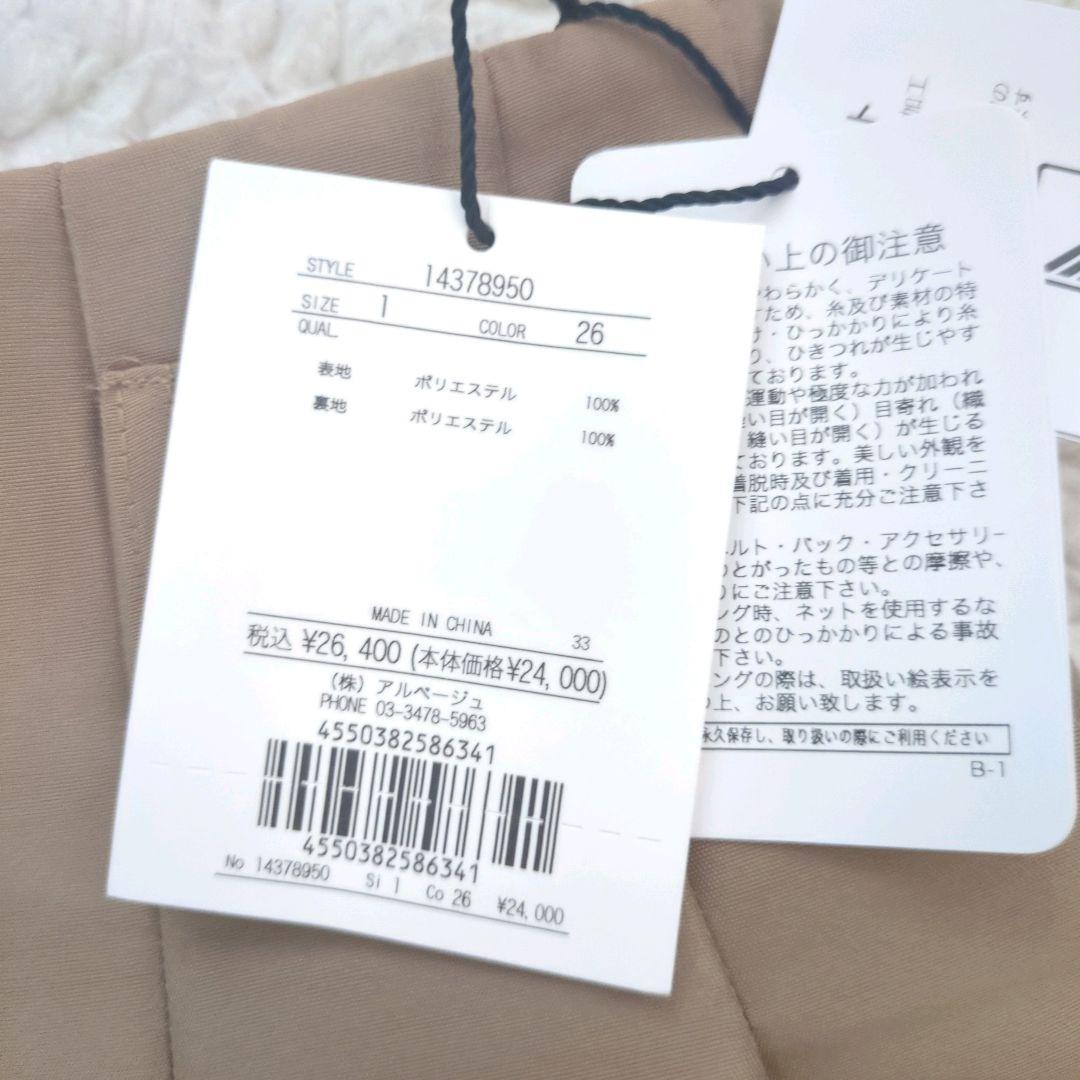 STYLE 14378950
SIZE 1 COLOR 26
QUAL
表地 ポリエステル 100%
裏地 ポリエステル 100%
MADE IN CHINA 33
税込 ¥26,400 (本体価格¥24,000)
(株) アルページュ
PHONE 03-3478-5963
4550382586341
4550382586341
No 14378950 Si 1 Co 26 ¥24,000
い上の御注意
やわらかく、デリケート
ため、糸及び素材の特
・ひっかかりにより糸
り、ひきつれが生じやす
ております。
運動や極度な力が加われ
い目が開く)目寄れ(織
縫い目が開く)が生じる
ております。美しい外観を
着脱時及び着用・クリーニ
下記の点に充分ご注意下さ
ベルト・バック・アクセサリー
とがったもの等との摩擦や、
りにご注意下さい。
ング時、ネットを使用するな
のとのひっかかりによる事故
下さい。
ングの際は、取扱い絵表示を
上、お願い致します。
永久保存し、取り扱いの際にご利用ください
B-1